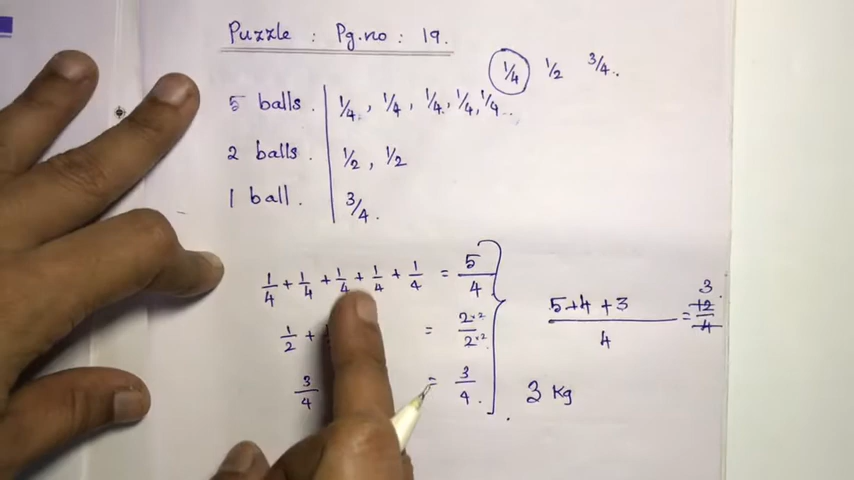 Puzzle : Pg.no : 19.
1/4 1/2 3/4.
5 balls. 1/4, 1/4, 1/4, 1/4, 1/4..
2 balls. 1/2, 1/2
1 ball. 3/4.
1/4 + 1/4 + 1/4 + 1/4 + 1/4 = 5/4
1/2 + = 2×2/2×2
3/4 = 3/4.
5+4+3/4 = 12/4 3
3 Kg